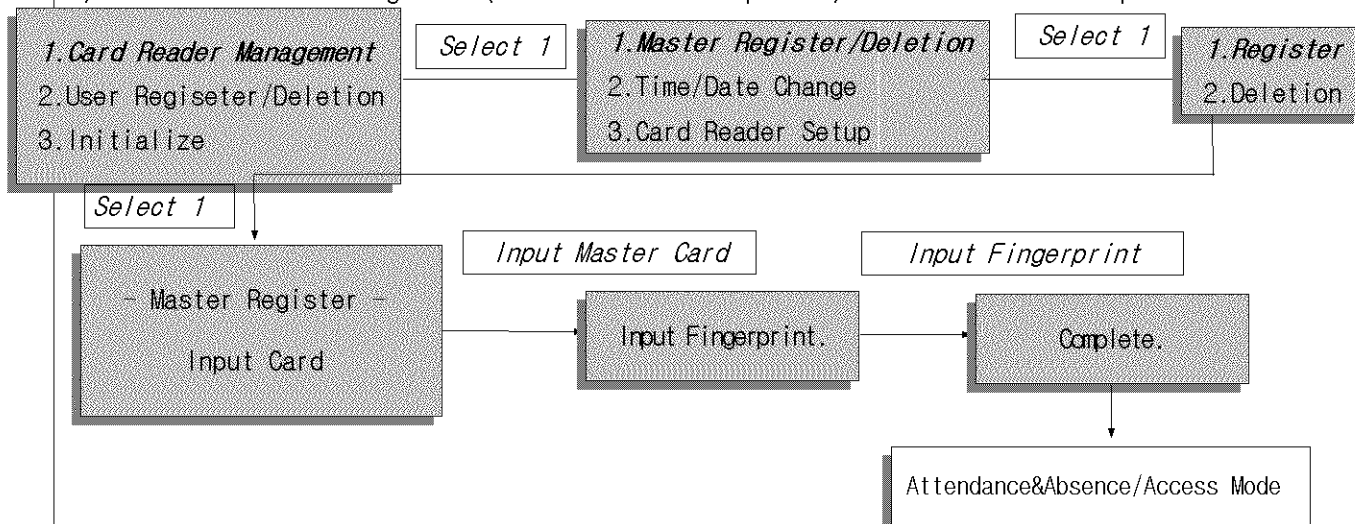 1.Card Reader Management
2.User Regiseter/Deletion
3.Initialize
Select 1
1.Master Register/Deletion
2.Time/Date Change
3.Card Reader Setup
Select 1
1.Register
2.Deletion
Select 1
- Master Register -
Input Card
Input Master Card
Input Fingerprint.
Input Fingerprint
Complete.
Attendance&Absence/Access Mode